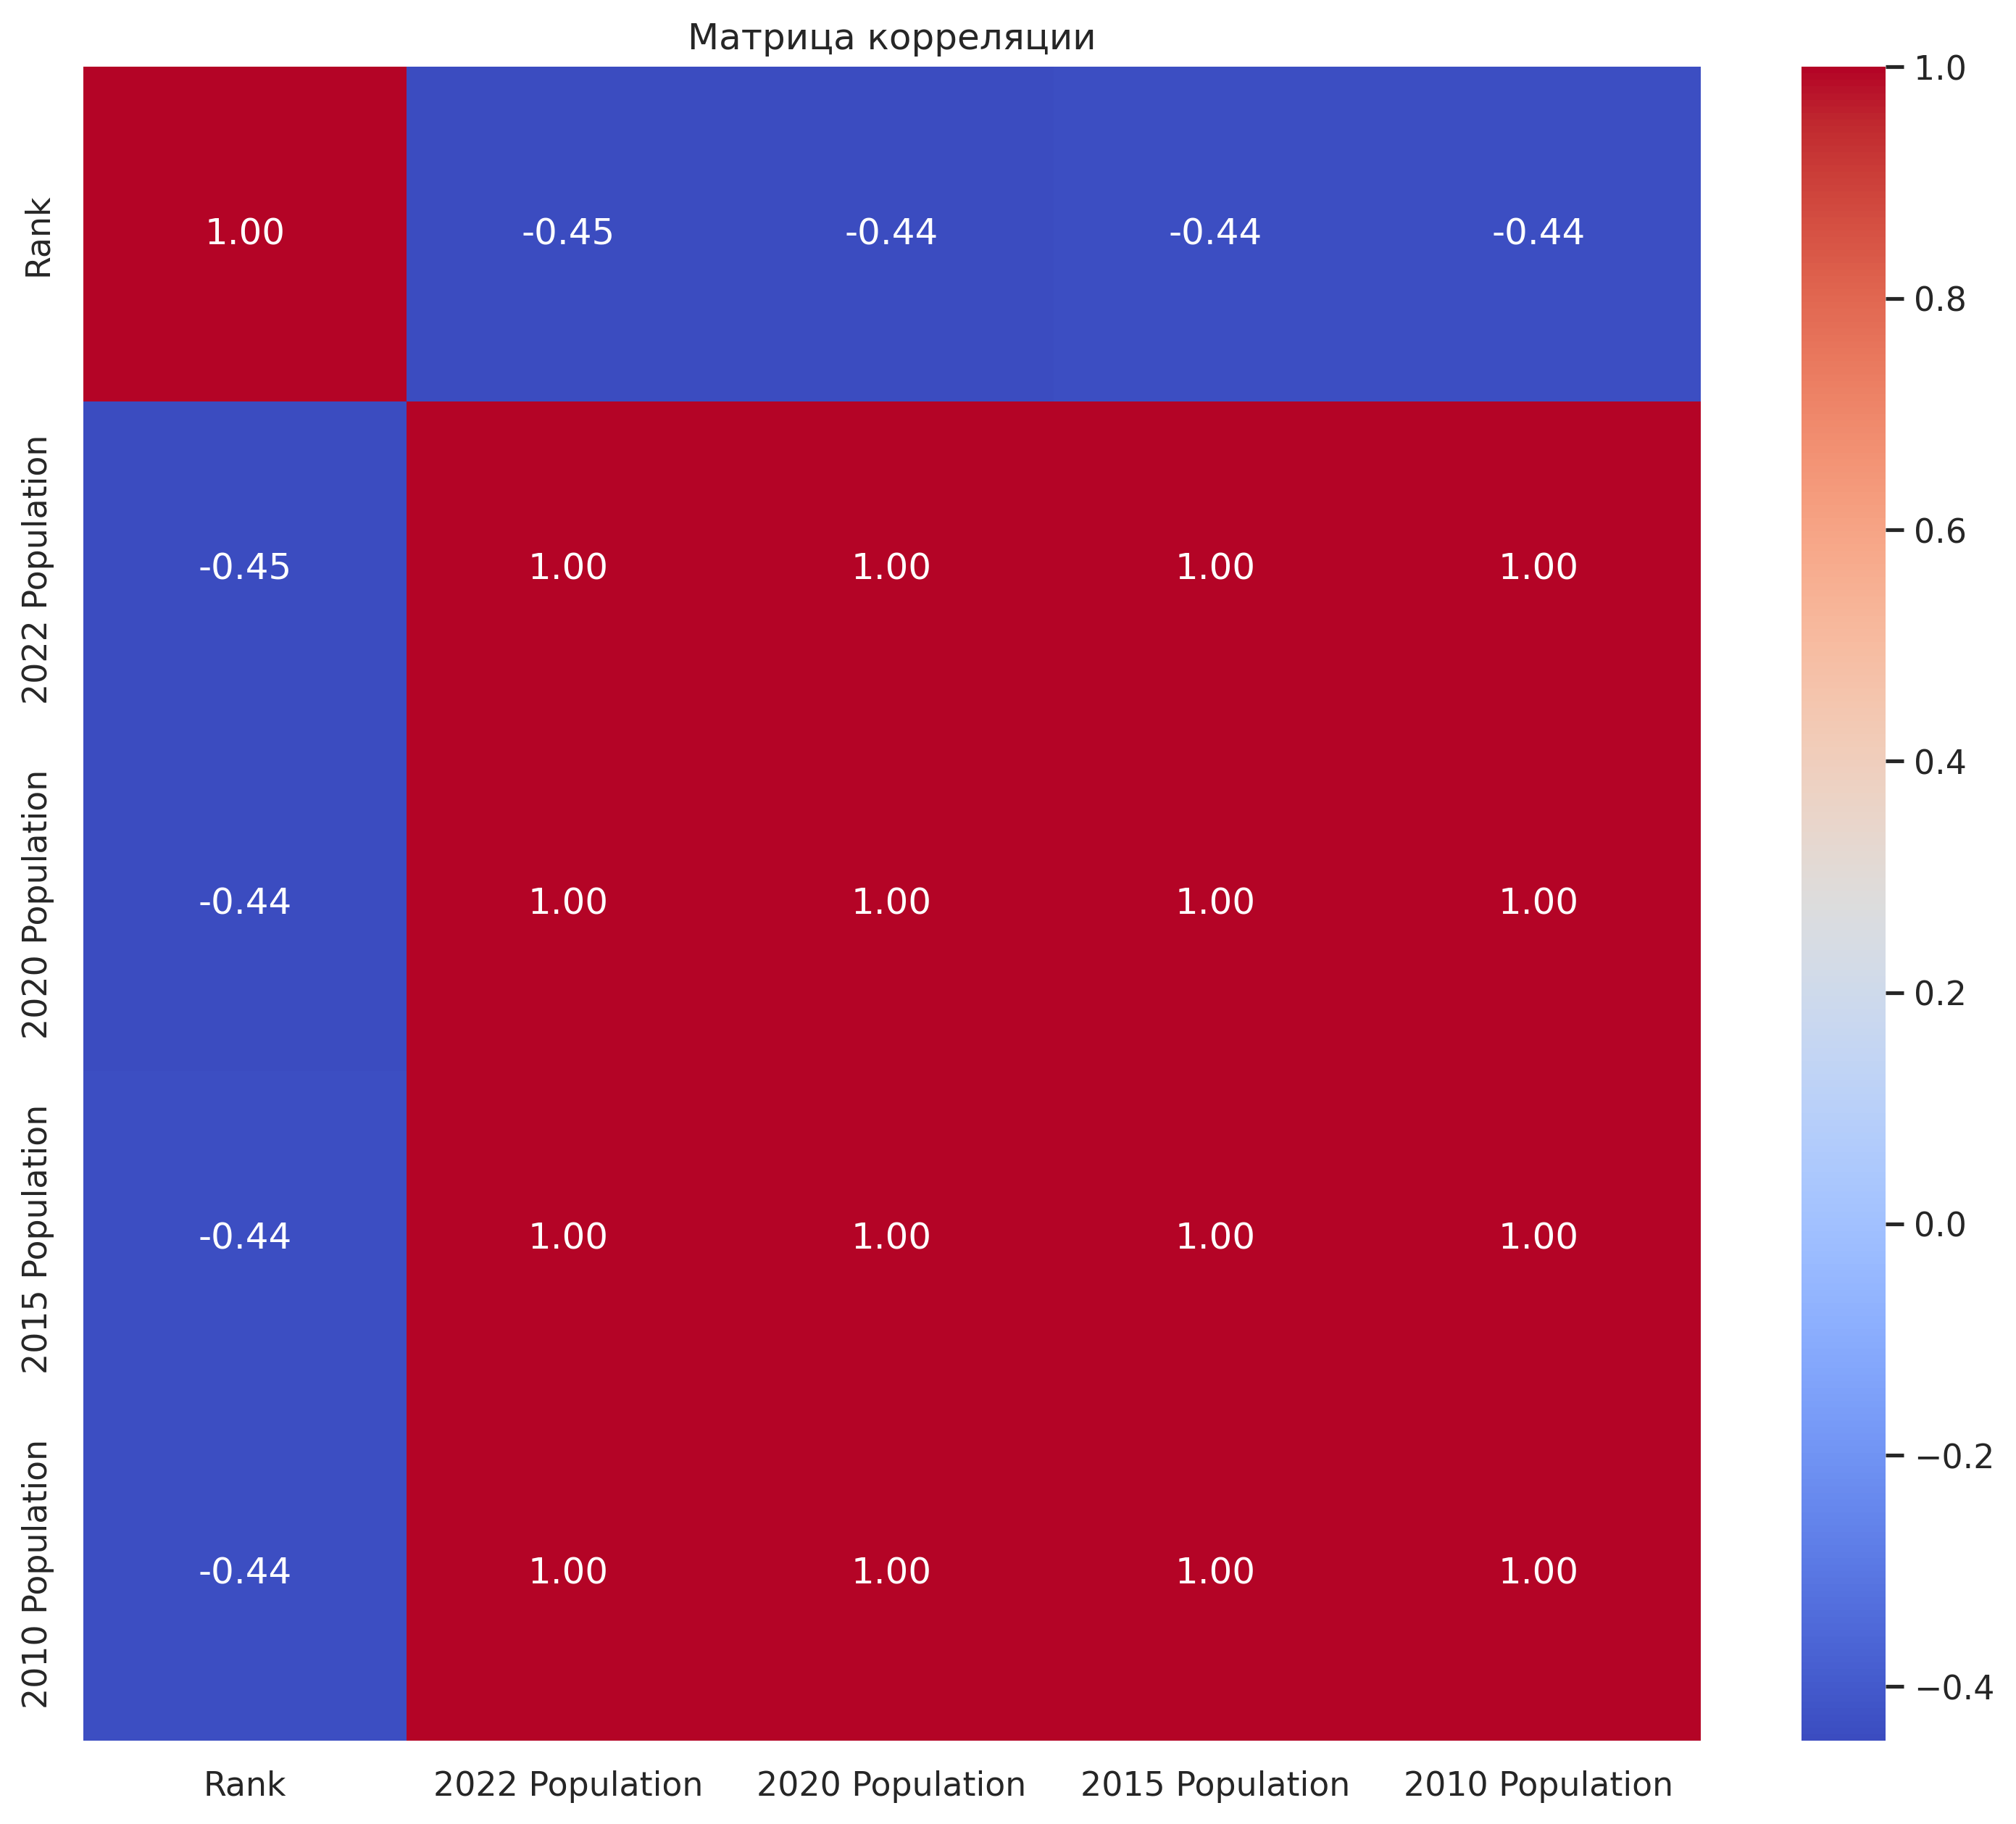 Матрица корреляции
Rank 1.00 -0.45 -0.44 -0.44 -0.44
2022 Population -0.45 1.00 1.00 1.00 1.00
2020 Population -0.44 1.00 1.00 1.00 1.00
2015 Population -0.44 1.00 1.00 1.00 1.00
2010 Population -0.44 1.00 1.00 1.00 1.00
Rank 2022 Population 2020 Population 2015 Population 2010 Population
1.0
0.8
0.6
0.4
0.2
0.0
−0.2
−0.4